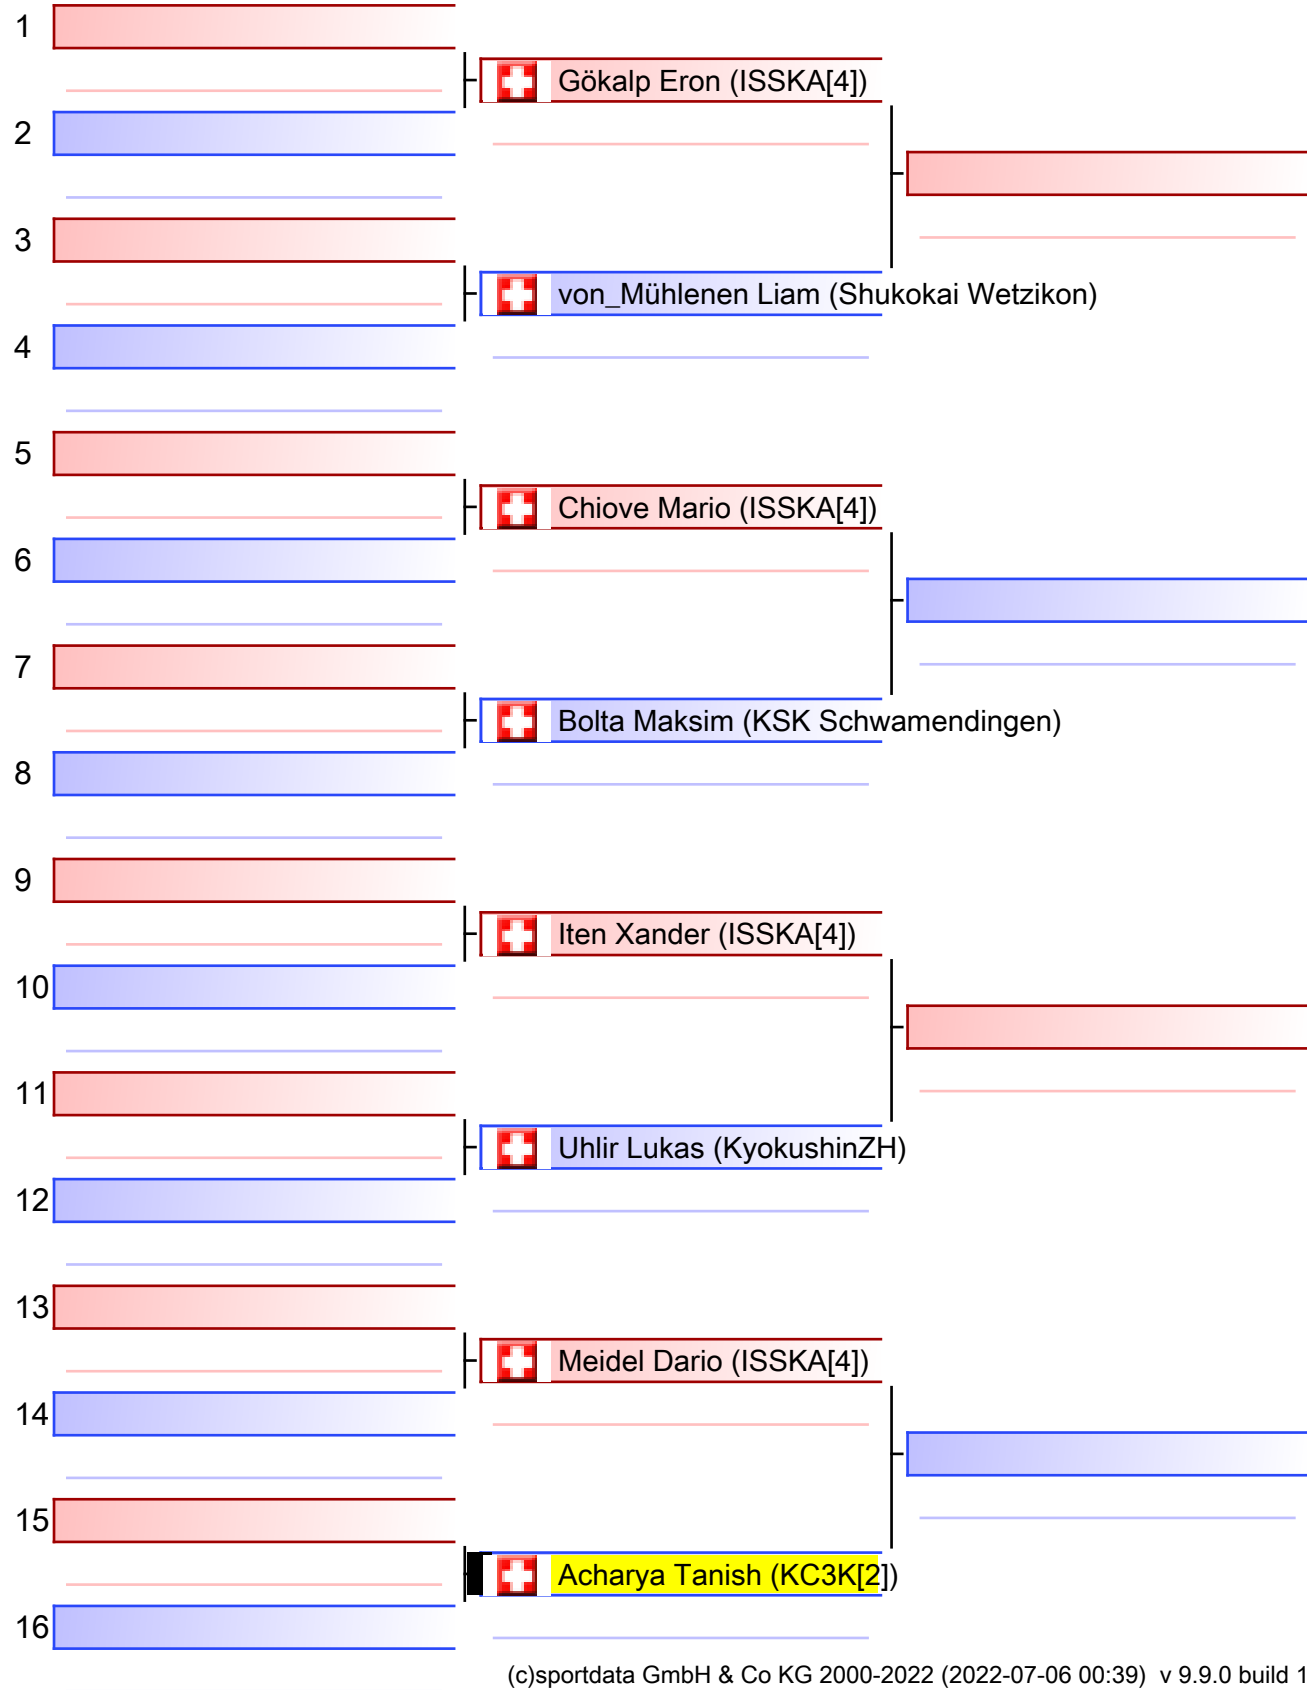 1
Gökalp Eron (ISSKA[4])
2
3
von_Mühlenen Liam (Shukokai Wetzikon)
4
5
Chiove Mario (ISSKA[4])
6
7
Bolta Maksim (KSK Schwamendingen)
8
9
Iten Xander (ISSKA[4])
10
11
Uhlir Lukas (KyokushinZH)
12
13
Meidel Dario (ISSKA[4])
14
15
Acharya Tanish (KC3K[2])
16
(c)sportdata GmbH & Co KG 2000-2022 (2022-07-06 00:39) v 9.9.0 build 1